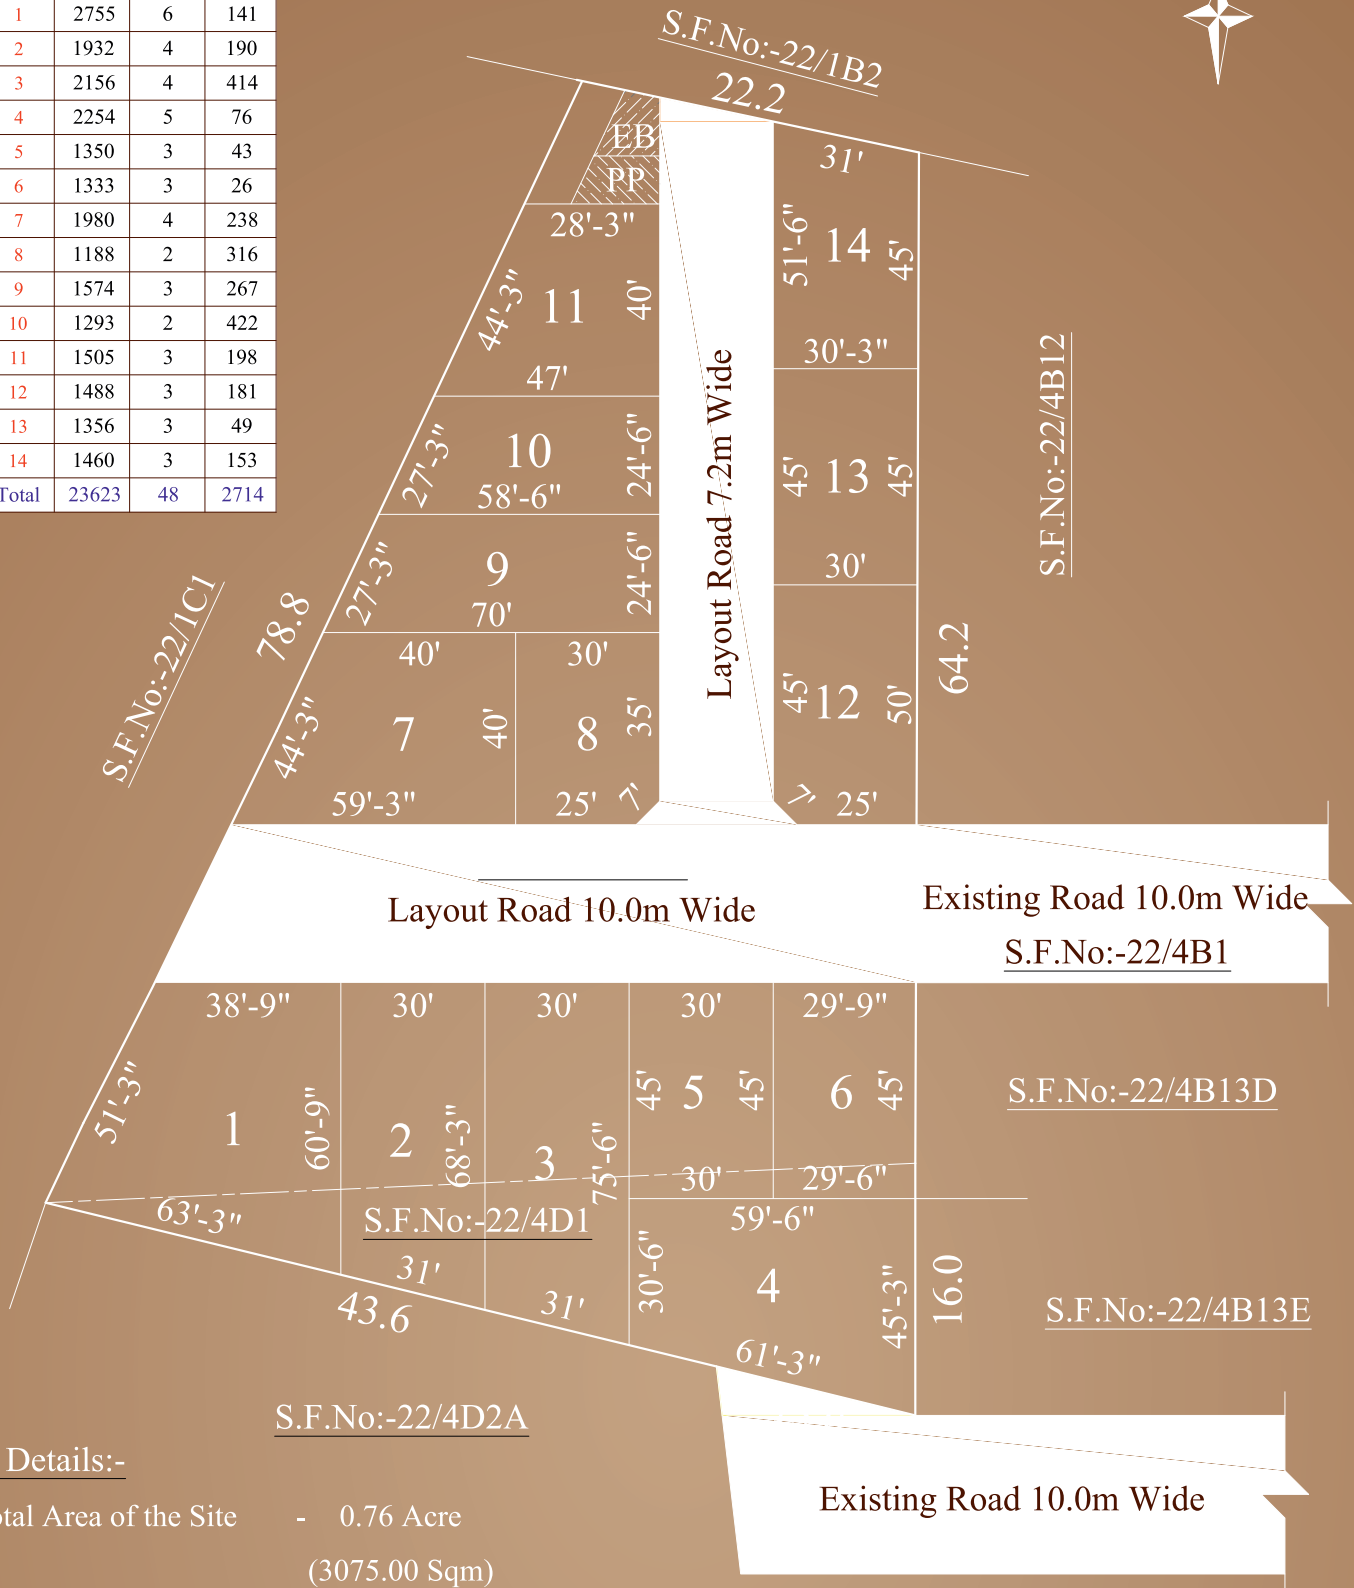 1 2755 6 141
2 1932 4 190
3 2156 4 414
4 2254 5 76
5 1350 3 43
6 1333 3 26
7 1980 4 238
8 1188 2 316
9 1574 3 267
10 1293 2 422
11 1505 3 198
12 1488 3 181
13 1356 3 49
14 1460 3 153
Total 23623 48 2714
S.F.No:-22/1B2
22.2
EB
PP
28'-3"
44'-3"
11
40'
47'
27'-3"
10
24'-6"
58'-6"
27'-3"
9
24'-6"
70'
40'
30'
44'-3"
7
40'
8
35'
59'-3"
25'
7'
31'
51'-6"
14
45'
30'-3"
45'
13
45'
30'
45'
12
50'
7'
25'
Layout Road 7.2m Wide
S.F.No:-22/4B12
64.2
S.F.No:-22/1C1
78.8
Layout Road 10.0m Wide
Existing Road 10.0m Wide
S.F.No:-22/4B1
38'-9"
30'
30'
30'
29'-9"
51'-3"
1
60'-9"
2
68'-3"
3
75'-6"
45'
5
45'
6
45'
30'
29'-6"
63'-3"
S.F.No:-22/4D1
31'
31'
43.6
59'-6"
30'-6"
4
45'-3"
61'-3"
16.0
S.F.No:-22/4B13D
S.F.No:-22/4B13E
S.F.No:-22/4D2A
Details:-
otal Area of the Site - 0.76 Acre
(3075.00 Sqm)
Existing Road 10.0m Wide